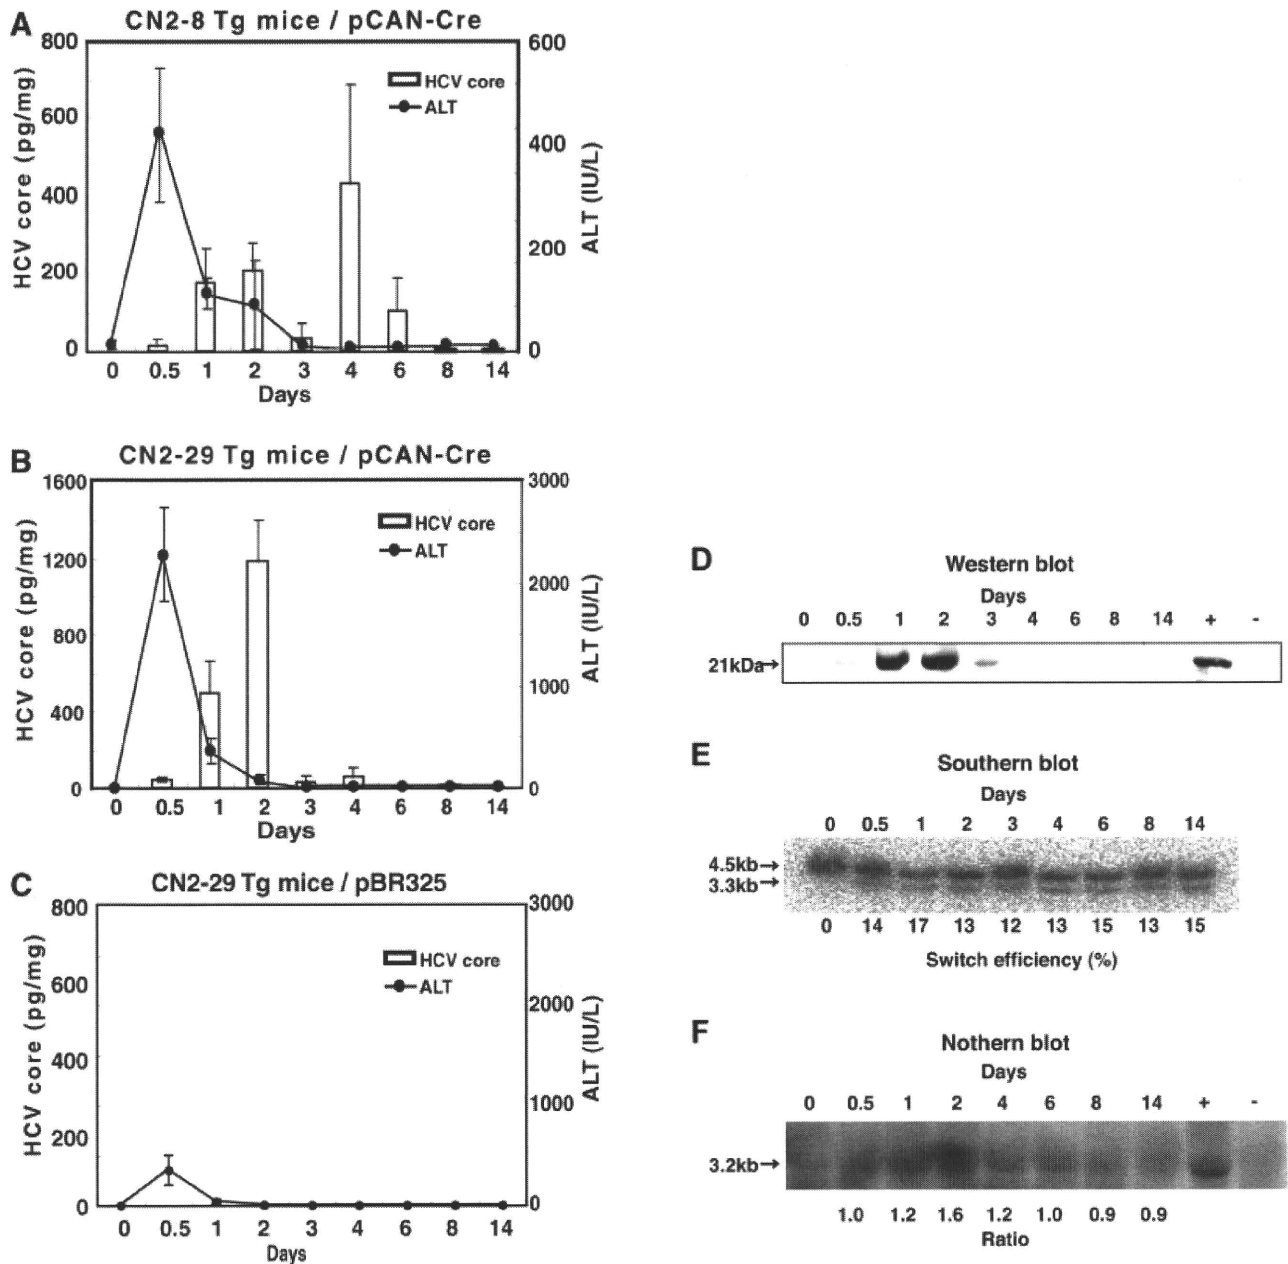 A
CN2-8 Tg mice / pCAN-Cre
800
600
400
200
0
HCV core (pg/mg)
600
400
200
0
ALT (IU/L)
HCV core
ALT
0 0.5 1 2 3 4 6 8 14
Days
B
CN2-29 Tg mice / pCAN-Cre
1600
1200
800
400
0
HCV core (pg/mg)
3000
2000
1000
0
ALT (IU/L)
HCV core
ALT
0 0.5 1 2 3 4 6 8 14
Days
C
CN2-29 Tg mice / pBR325
800
600
400
200
0
HCV core (pg/mg)
3000
2000
1000
0
ALT (IU/L)
HCV core
ALT
0 0.5 1 2 3 4 6 8 14
Days
D
Western blot
Days
0 0.5 1 2 3 4 6 8 14 + -
21kDa→
E
Southern blot
Days
0 0.5 1 2 3 4 6 8 14
4.5kb→
3.3kb→
0 14 17 13 12 13 15 13 15
Switch efficiency (%)
F
Nothern blot
Days
0 0.5 1 2 4 6 8 14 + -
3.2kb→
1.0 1.2 1.6 1.2 1.0 0.9 0.9
Ratio